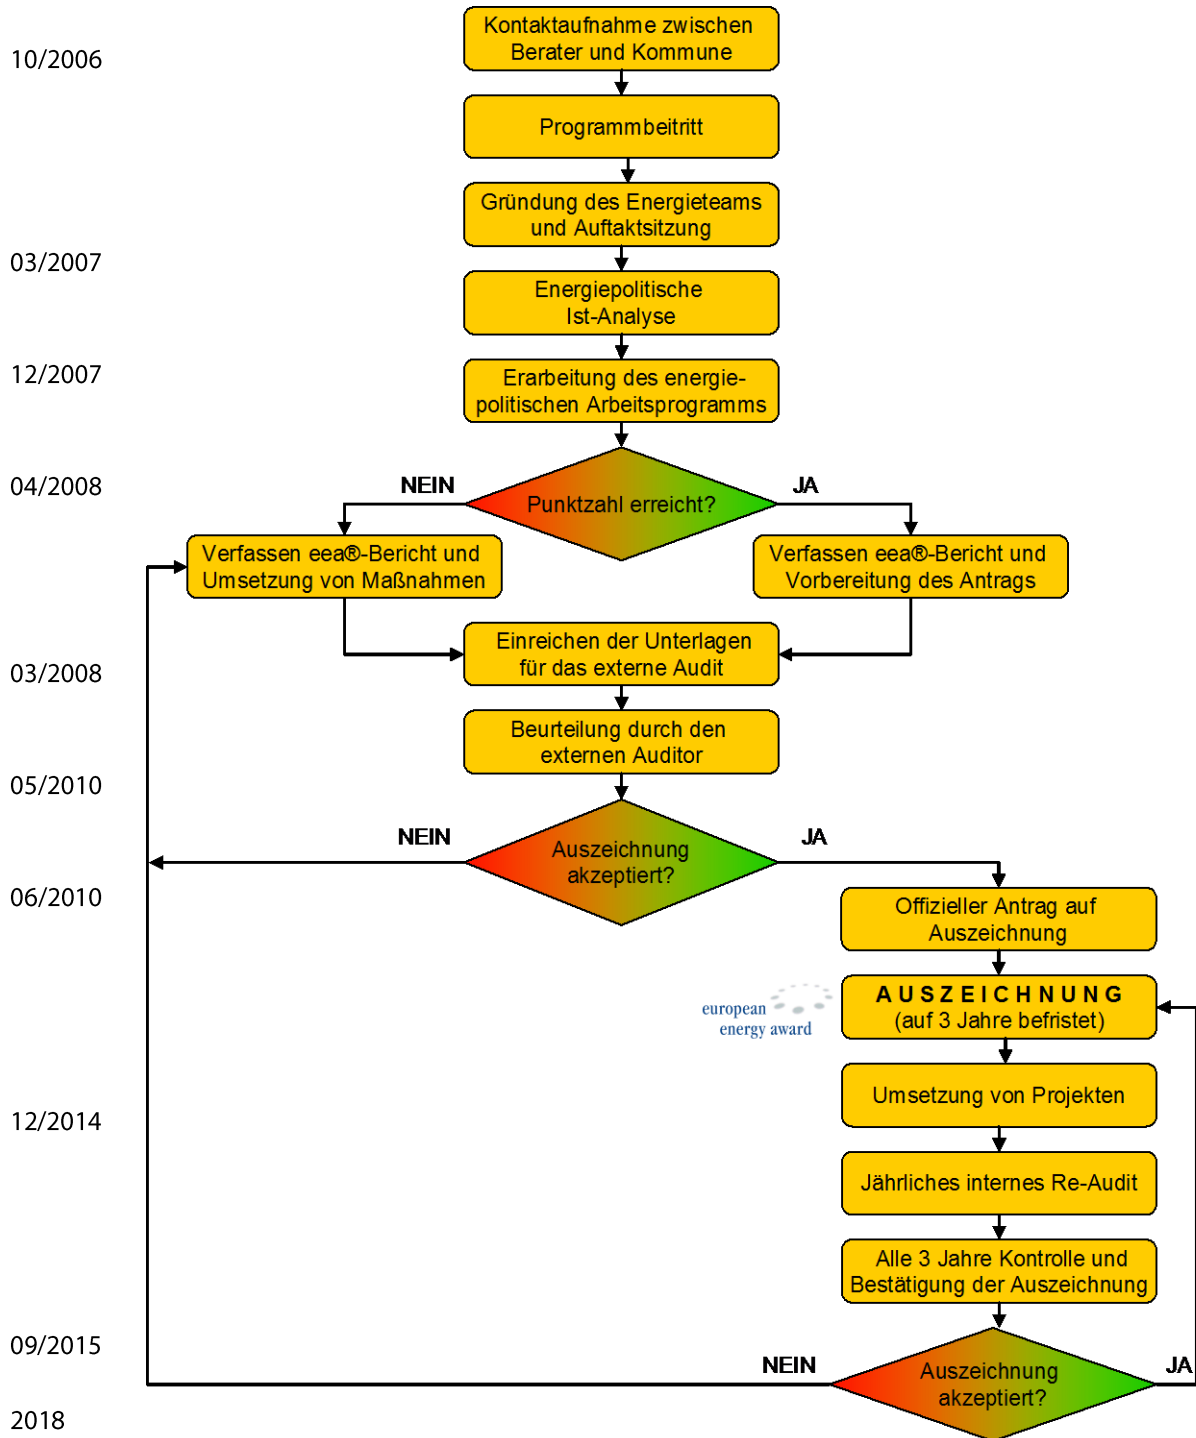 Kontaktaufnahme zwischen
Berater und Kommune
10/2006
Programmbeitritt
Gründung des Energieteams
und Auftaktsitzung
03/2007
Energiepolitische
Ist-Analyse
12/2007
Erarbeitung des energie-
politischen Arbeitsprogramms
04/2008
NEIN
Punktzahl erreicht?
JA
Verfassen eea®-Bericht und
Umsetzung von Maßnahmen
Verfassen eea®-Bericht und
Vorbereitung des Antrags
Einreichen der Unterlagen
für das externe Audit
03/2008
Beurteilung durch den
externen Auditor
05/2010
NEIN
Auszeichnung
akzeptiert?
JA
06/2010
Offizieller Antrag auf
Auszeichnung
european
energy award
AUSZEICHNUNG
(auf 3 Jahre befristet)
Umsetzung von Projekten
12/2014
Jährliches internes Re-Audit
Alle 3 Jahre Kontrolle und
Bestätigung der Auszeichnung
09/2015
NEIN
Auszeichnung
akzeptiert?
JA
2018